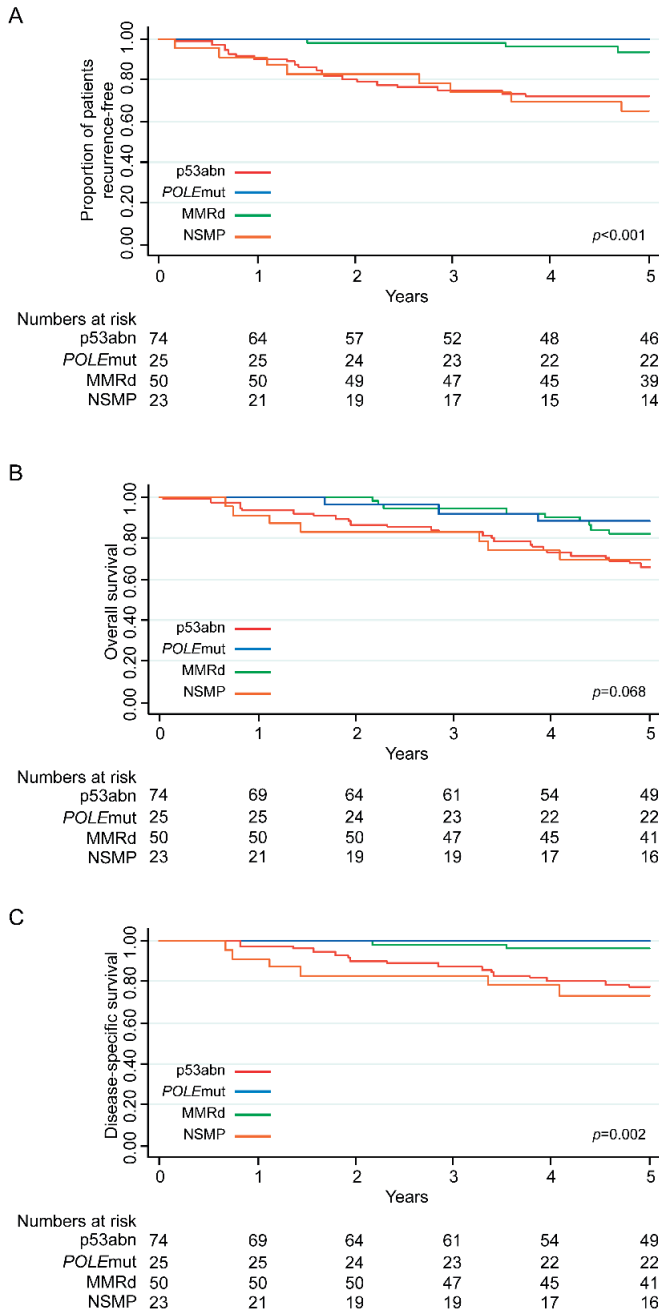 A
Proportion of patients
recurrence-free
0.00 0.20 0.40 0.60 0.80 1.00
p53abn
POLEmut
MMRd
NSMP
p<0.001
0 1 2 3 4 5
Years
Numbers at risk
p53abn 74 64 57 52 48 46
POLEmut 25 25 24 23 22 22
MMRd 50 50 49 47 45 39
NSMP 23 21 19 17 15 14
B
Overall survival
0.00 0.20 0.40 0.60 0.80 1.00
p53abn
POLEmut
MMRd
NSMP
p=0.068
0 1 2 3 4 5
Years
Numbers at risk
p53abn 74 69 64 61 54 49
POLEmut 25 25 24 23 22 22
MMRd 50 50 50 47 45 41
NSMP 23 21 19 19 17 16
C
Disease-specific survival
0.00 0.20 0.40 0.60 0.80 1.00
p53abn
POLEmut
MMRd
NSMP
p=0.002
0 1 2 3 4 5
Years
Numbers at risk
p53abn 74 69 64 61 54 49
POLEmut 25 25 24 23 22 22
MMRd 50 50 50 47 45 41
NSMP 23 21 19 19 17 16